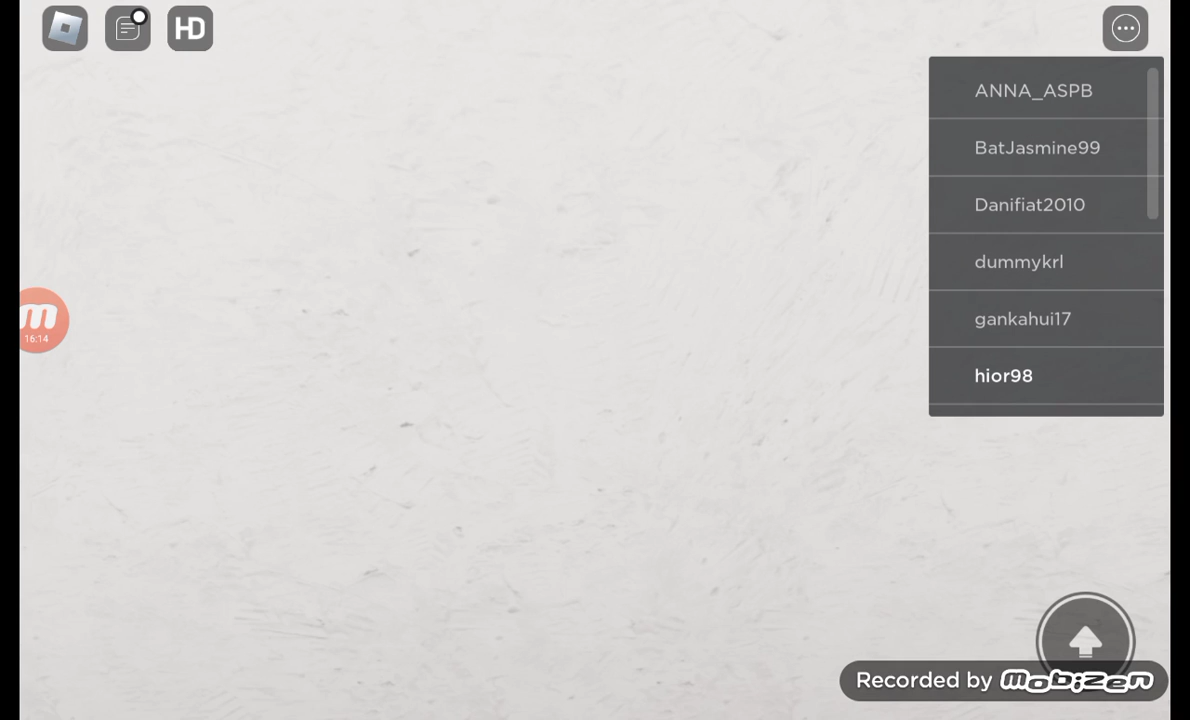 HD
ANNA_ASPB
BatJasmine99
Danifiat2010
dummykrl
gankahui17
hior98
m
16:14
Recorded by mobizen